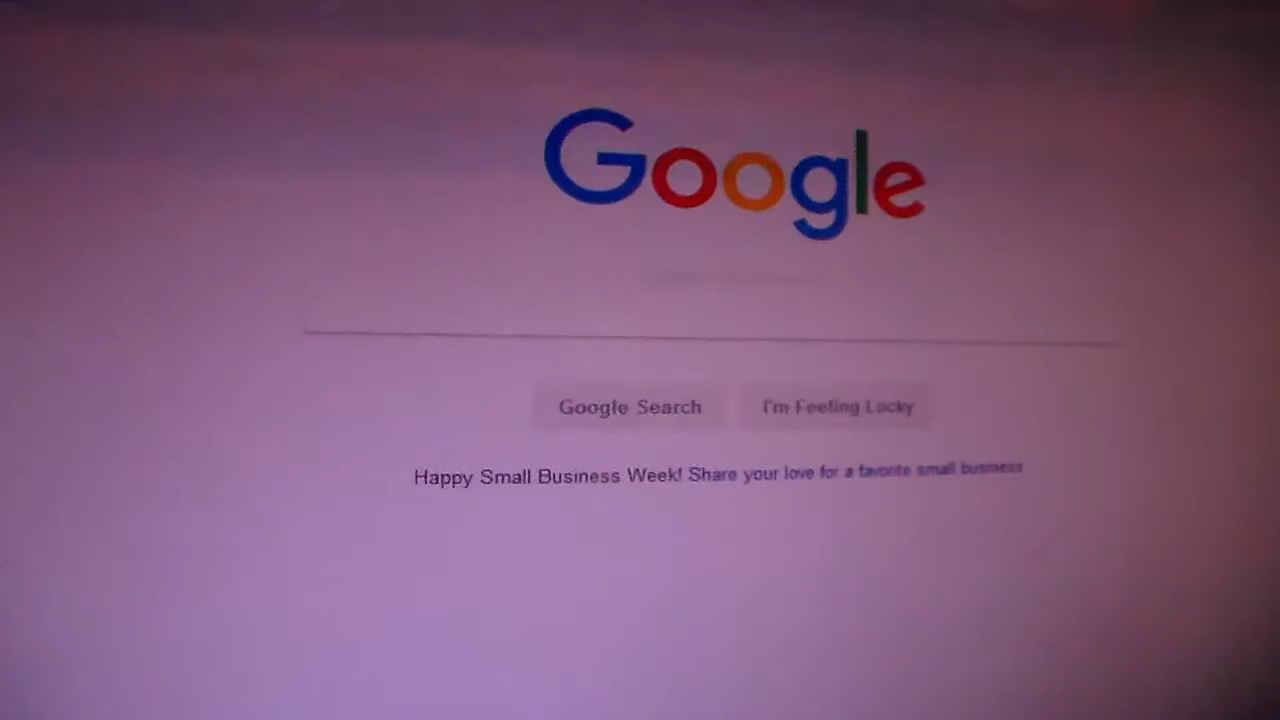 Google
Google Search
I'm Feeling Lucky
Happy Small Business Week! Share your love for a favorite small business